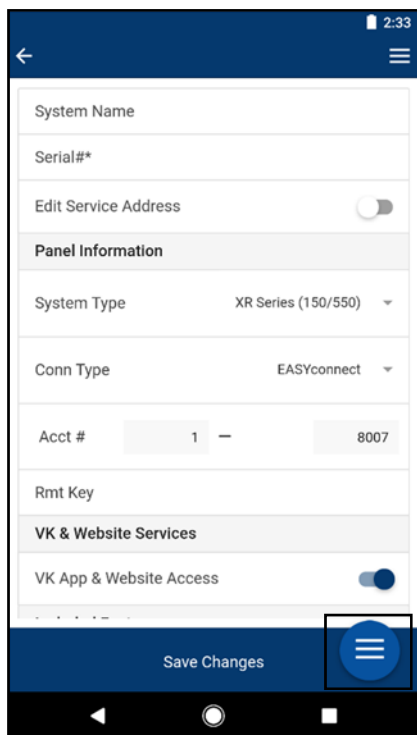 2:33
System Name
Serial#*
Edit Service Address
Panel Information
System Type XR Series (150/550)
Conn Type EASYconnect
Acct # 1 – 8007
Rmt Key
VK & Website Services
VK App & Website Access
Save Changes